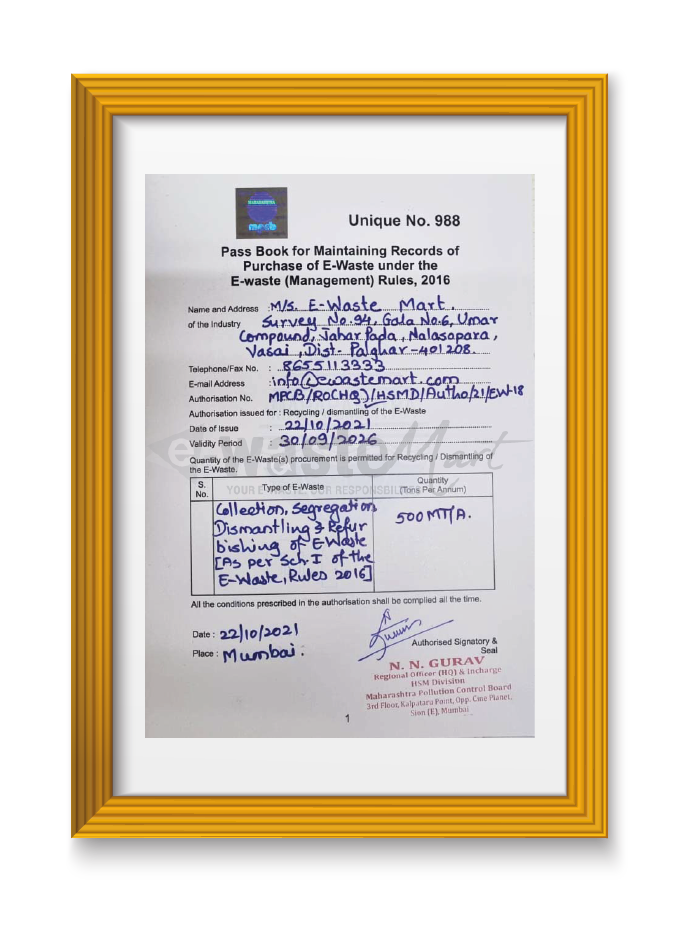 MAHARASHTRA
mpcb
Unique No. 988
Pass Book for Maintaining Records of
Purchase of E-Waste under the
E-waste (Management) Rules, 2016
Name and Address : M/s. E-Waste Mart.
of the Industry Survey No.94, Gala No.6, Umar
Compound, Jahar Pada, Nalasopara,
Vasai, Dist- Palghar-401208.
Telephone/Fax No. : 8655113333
E-mail Address : info@ewastemart.com
Authorisation No. MPCB/RO(HQ)/HSMD/Autho/21/EW-18
Authorisation issued for : Recycling / dismantling of the E-Waste
Date of Issue : 22/10/2021
Validity Period : 30/09/2026
e-Waste Mart
Quantity of the E-Waste(s) procurement is permitted for Recycling / Dismantling of
the E-Waste.
YOUR E-WASTE, OUR RESPONSIBILITY
S. No. Type of E-Waste Quantity (Tons Per Annum)
Collection, Segregation, 500 MT/A.
Dismantling & Refur
bishing of E-Waste
[As per Sch. I of the
E-Waste, Rules 2016]
All the conditions prescribed in the authorisation shall be complied all the time.
Date : 22/10/2021
Place : Mumbai.
Authorised Signatory &
Seal
N. N. GURAV
Regional Officer (HQ) & Incharge
HSM Division
Maharashtra Pollution Control Board
3rd Floor, Kalpataru Point, Opp. Cine Planet,
Sion (E), Mumbai
1